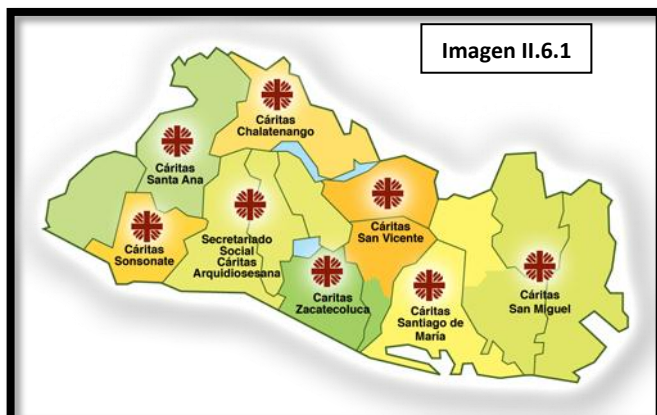 Imagen II.6.1
Cáritas
Chalatenango
Cáritas
Santa Ana
Cáritas
San Vicente
Cáritas
Sonsonate
Secretariado
Social
Cáritas
Arquidiosesana
Caritas
Zacatecoluca
Cáritas
Santiago de
María
Cáritas
San Miguel